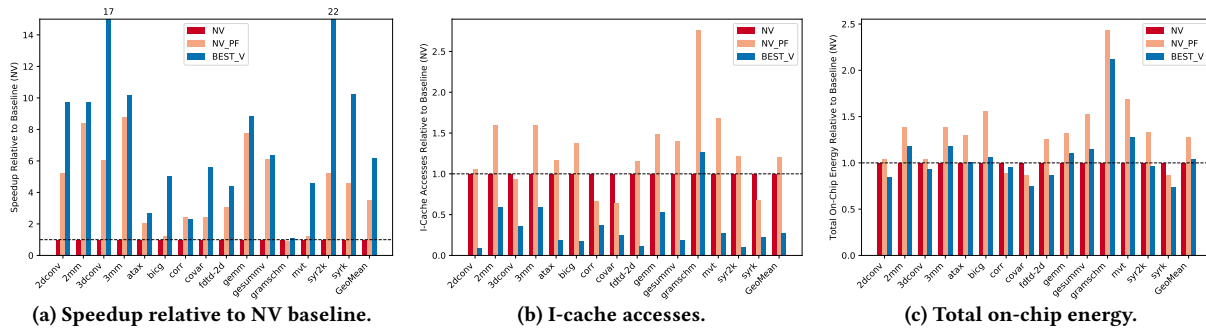 17
22
14
12
10
8
6
4
2
0
Speedup Relative to Baseline (NV)
NV
NV_PF
BEST_V
2dconv
2mm
3dconv
3mm
atax
bicg
corr
covar
fdtd-2d
gemm
gesummv
gramschm
mvt
syr2k
syrk
GeoMean
(a) Speedup relative to NV baseline.
2.5
2.0
1.5
1.0
0.5
0.0
I-Cache Accesses Relative to Baseline (NV)
NV
NV_PF
BEST_V
2dconv
2mm
3dconv
3mm
atax
bicg
corr
covar
fdtd-2d
gemm
gesummv
gramschm
mvt
syr2k
syrk
GeoMean
(b) I-cache accesses.
2.5
2.0
1.5
1.0
0.5
0.0
Total On-Chip Energy Relative to Baseline (NV)
NV
NV_PF
BEST_V
2dconv
2mm
3dconv
3mm
atax
bicg
corr
covar
fdtd-2d
gemm
gesummv
gramschm
mvt
syr2k
syrk
GeoMean
(c) Total on-chip energy.